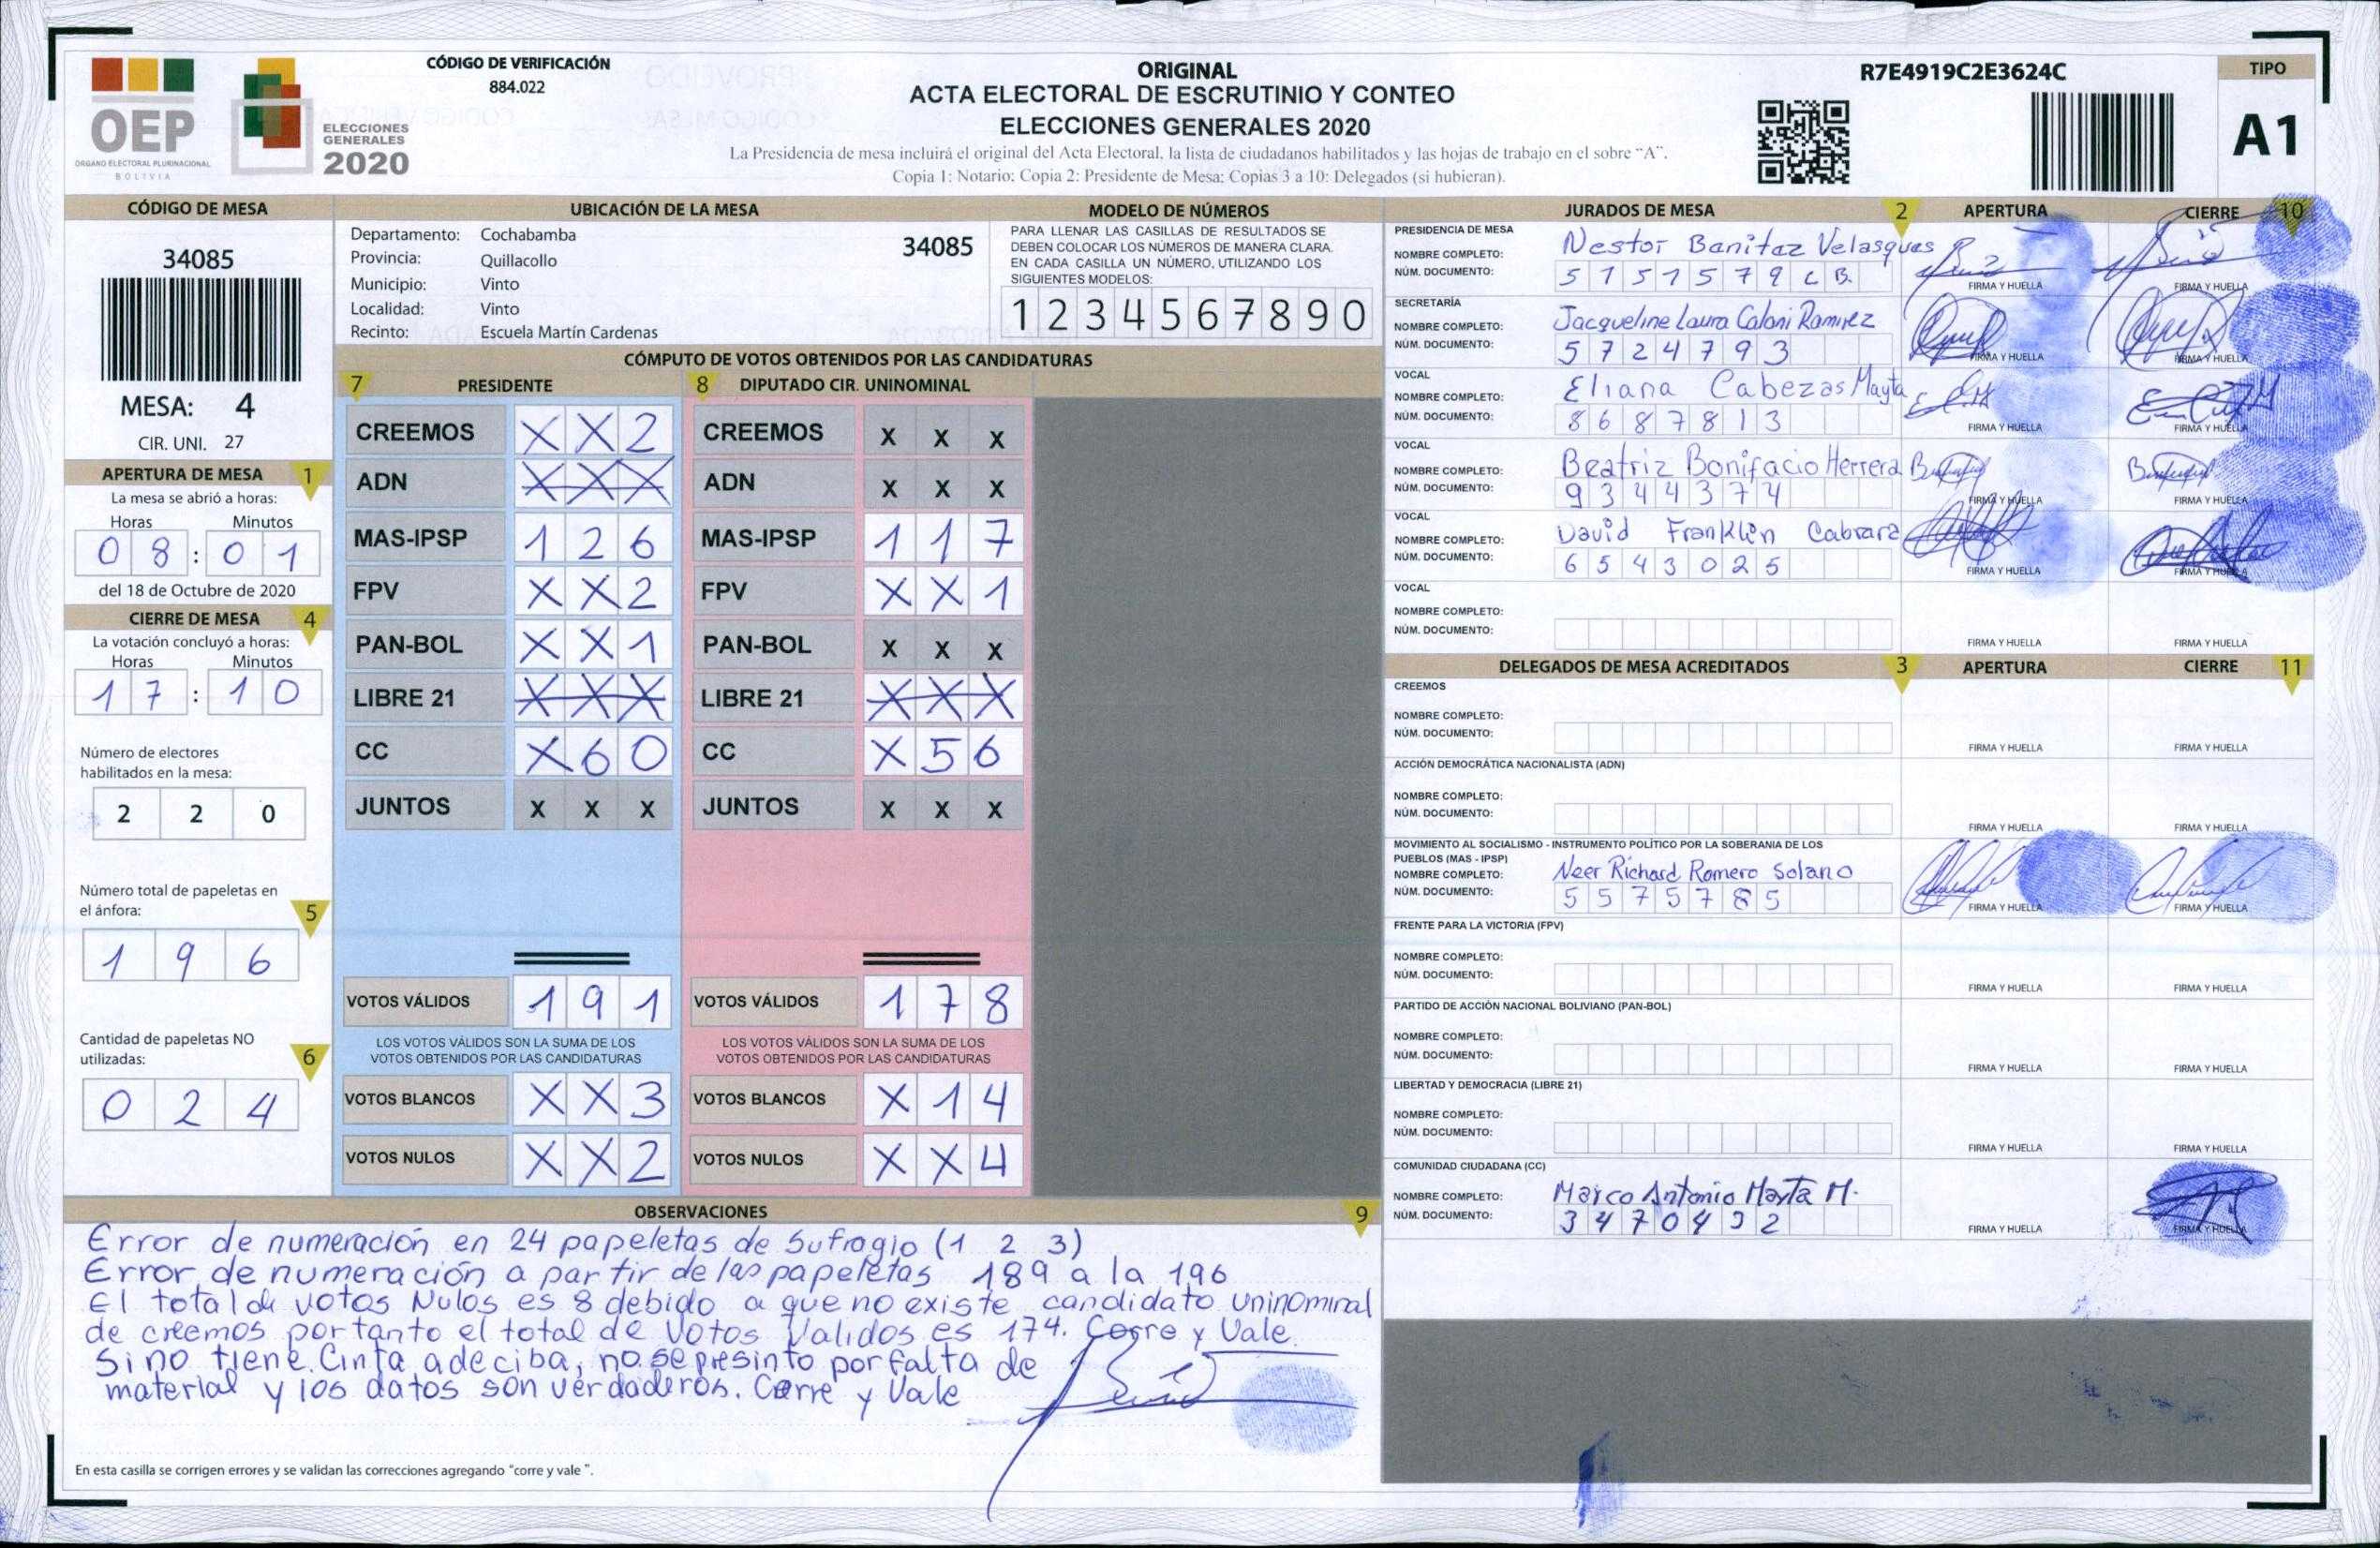 OEP
ÓRGANO ELECTORAL PLURINACIONAL
BOLIVIA
ELECCIONES
GENERALES
2020
CÓDIGO DE VERIFICACIÓN
884.022
ORIGINAL
ACTA ELECTORAL DE ESCRUTINIO Y CONTEO
ELECCIONES GENERALES 2020
La Presidencia de mesa incluirá el original del Acta Electoral, la lista de ciudadanos habilitados y las hojas de trabajo en el sobre "A".
Copia 1: Notario; Copia 2: Presidente de Mesa; Copias 3 a 10: Delegados (si hubieran).
R7E4919C2E3624C
TIPO
A1
CÓDIGO DE MESA
34085
MESA: 4
CIR. UNI. 27
APERTURA DE MESA 1
La mesa se abrió a horas:
Horas Minutos
0 8 : 0 1
del 18 de Octubre de 2020
CIERRE DE MESA 4
La votación concluyó a horas:
Horas Minutos
1 7 : 1 0
Número de electores
habilitados en la mesa:
2 2 0
Número total de papeletas en
el ánfora: 5
1 9 6
Cantidad de papeletas NO
utilizadas: 6
0 2 4
UBICACIÓN DE LA MESA
Departamento: Cochabamba 34085
Provincia: Quillacollo
Municipio: Vinto
Localidad: Vinto
Recinto: Escuela Martín Cardenas
MODELO DE NÚMEROS
PARA LLENAR LAS CASILLAS DE RESULTADOS SE
DEBEN COLOCAR LOS NÚMEROS DE MANERA CLARA.
EN CADA CASILLA UN NÚMERO, UTILIZANDO LOS
SIGUIENTES MODELOS:
1 2 3 4 5 6 7 8 9 0
CÓMPUTO DE VOTOS OBTENIDOS POR LAS CANDIDATURAS
7 PRESIDENTE 8 DIPUTADO CIR. UNINOMINAL
CREEMOS X X 2 CREEMOS X X X
ADN X X X ADN X X X
MAS-IPSP 1 2 6 MAS-IPSP 1 1 7
FPV X X 2 FPV X X 1
PAN-BOL X X 1 PAN-BOL X X X
LIBRE 21 X X X LIBRE 21 X X X
CC X 6 0 CC X 5 6
JUNTOS X X X JUNTOS X X X
VOTOS VÁLIDOS 1 9 1 VOTOS VÁLIDOS 1 7 8
LOS VOTOS VÁLIDOS SON LA SUMA DE LOS LOS VOTOS VÁLIDOS SON LA SUMA DE LOS
VOTOS OBTENIDOS POR LAS CANDIDATURAS VOTOS OBTENIDOS POR LAS CANDIDATURAS
VOTOS BLANCOS X X 3 VOTOS BLANCOS X 1 4
VOTOS NULOS X X 2 VOTOS NULOS X X 4
OBSERVACIONES 9
Error de numeración en 24 papeletas de Sufragio (1 2 3)
Error de numeración a partir de las papeletas 189 a la 196
El total de votos Nulos es 8 debido a que no existe candidato uninominal
de creemos por tanto el total de Votos Validos es 174. Corre y Vale.
Si no tiene Cinta adeciba, no se presinto por falta de
material y los datos son verdaderos. Corre y Vale
En esta casilla se corrigen errores y se validan las correcciones agregando "corre y vale ".
JURADOS DE MESA 2 APERTURA CIERRE 10
PRESIDENCIA DE MESA
NOMBRE COMPLETO: Nestor Banitaz Velasques
NÚM. DOCUMENTO: 5 1 5 1 5 7 9 C B.
FIRMA Y HUELLA FIRMA Y HUELLA
SECRETARÍA
NOMBRE COMPLETO: Jacqueline Laura Calani Ramirez
NÚM. DOCUMENTO: 5 7 2 4 7 9 3
FIRMA Y HUELLA FIRMA Y HUELLA
VOCAL
NOMBRE COMPLETO: Eliana Cabezas Mayta
NÚM. DOCUMENTO: 8 6 8 7 8 1 3
FIRMA Y HUELLA FIRMA Y HUELLA
VOCAL
NOMBRE COMPLETO: Beatriz Bonifacio Herrera
NÚM. DOCUMENTO: 9 3 4 4 3 7 4
FIRMA Y HUELLA FIRMA Y HUELLA
VOCAL
NOMBRE COMPLETO: David Franklin Cabrara
NÚM. DOCUMENTO: 6 5 4 3 0 2 5
FIRMA Y HUELLA FIRMA Y HUELLA
VOCAL
NOMBRE COMPLETO:
NÚM. DOCUMENTO:
FIRMA Y HUELLA FIRMA Y HUELLA
DELEGADOS DE MESA ACREDITADOS 3 APERTURA CIERRE 11
CREEMOS
NOMBRE COMPLETO:
NÚM. DOCUMENTO:
FIRMA Y HUELLA FIRMA Y HUELLA
ACCIÓN DEMOCRÁTICA NACIONALISTA (ADN)
NOMBRE COMPLETO:
NÚM. DOCUMENTO:
FIRMA Y HUELLA FIRMA Y HUELLA
MOVIMIENTO AL SOCIALISMO - INSTRUMENTO POLÍTICO POR LA SOBERANIA DE LOS
PUEBLOS (MAS - IPSP)
NOMBRE COMPLETO: Neer Richard Romero Solano
NÚM. DOCUMENTO: 5 5 7 5 7 8 5
FIRMA Y HUELLA FIRMA Y HUELLA
FRENTE PARA LA VICTORIA (FPV)
NOMBRE COMPLETO:
NÚM. DOCUMENTO:
FIRMA Y HUELLA FIRMA Y HUELLA
PARTIDO DE ACCIÓN NACIONAL BOLIVIANO (PAN-BOL)
NOMBRE COMPLETO:
NÚM. DOCUMENTO:
FIRMA Y HUELLA FIRMA Y HUELLA
LIBERTAD Y DEMOCRACIA (LIBRE 21)
NOMBRE COMPLETO:
NÚM. DOCUMENTO:
FIRMA Y HUELLA FIRMA Y HUELLA
COMUNIDAD CIUDADANA (CC)
NOMBRE COMPLETO: Marco Antonio Mayta M.
NÚM. DOCUMENTO: 3 4 7 0 4 9 2
FIRMA Y HUELLA FIRMA Y HUELLA